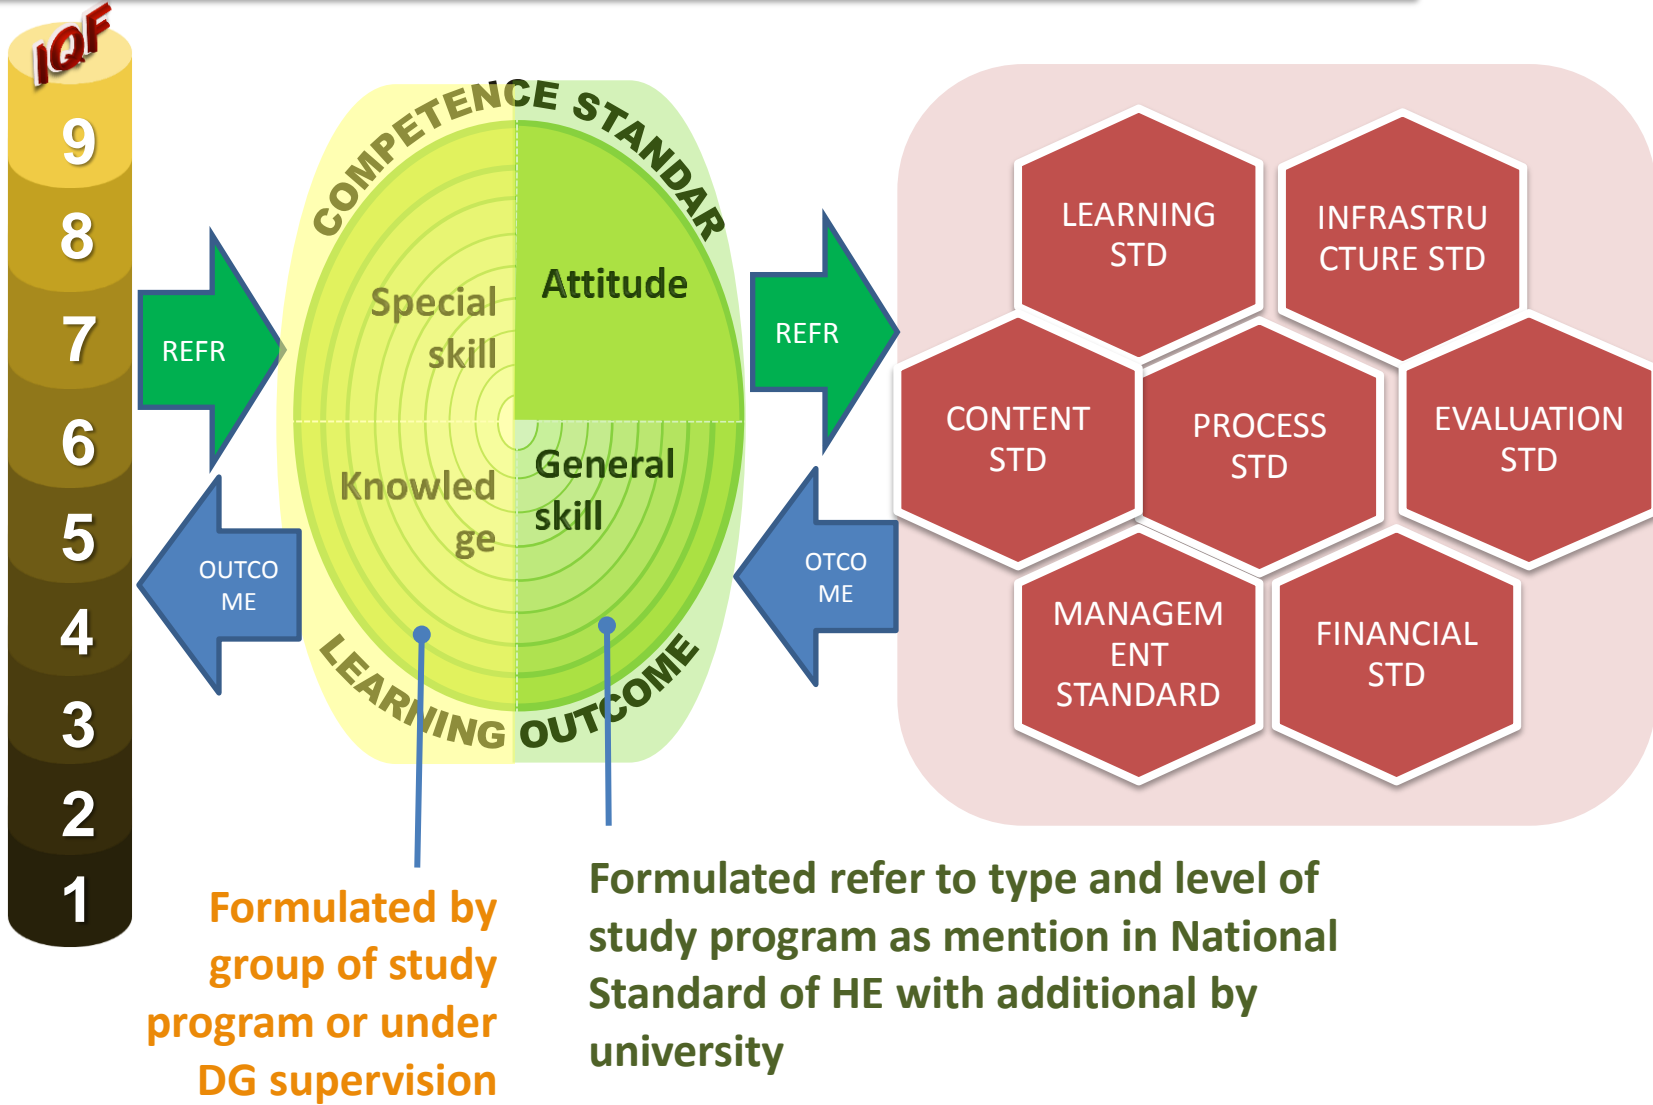 IQF
9
8
7
6
5
4
3
2
1
REFR
OUTCO
ME
COMPETENCE STANDAR
Special
skill
Attitude
Knowled
ge
General
skill
LEARNING OUTCOME
REFR
OTCO
ME
LEARNING
STD
INFRASTRU
CTURE STD
CONTENT
STD
PROCESS
STD
EVALUATION
STD
MANAGEM
ENT
STANDARD
FINANCIAL
STD
Formulated by
group of study
program or under
DG supervision
Formulated refer to type and level of
study program as mention in National
Standard of HE with additional by
university